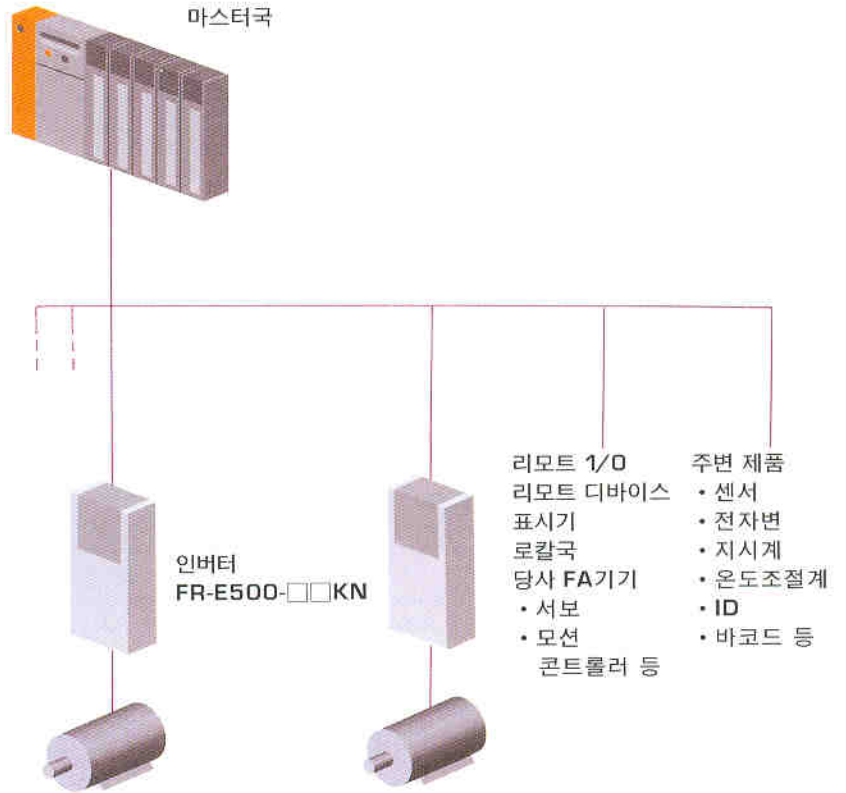 마스터국
인버터
FR-E500-□□KN
리모트 1/0
리모트 디바이스
표시기
로칼국
당사 FA기기
• 서보
• 모션
콘트롤러 등
주변 제품
• 센서
• 전자변
• 지시계
• 온도조절계
• ID
• 바코드 등